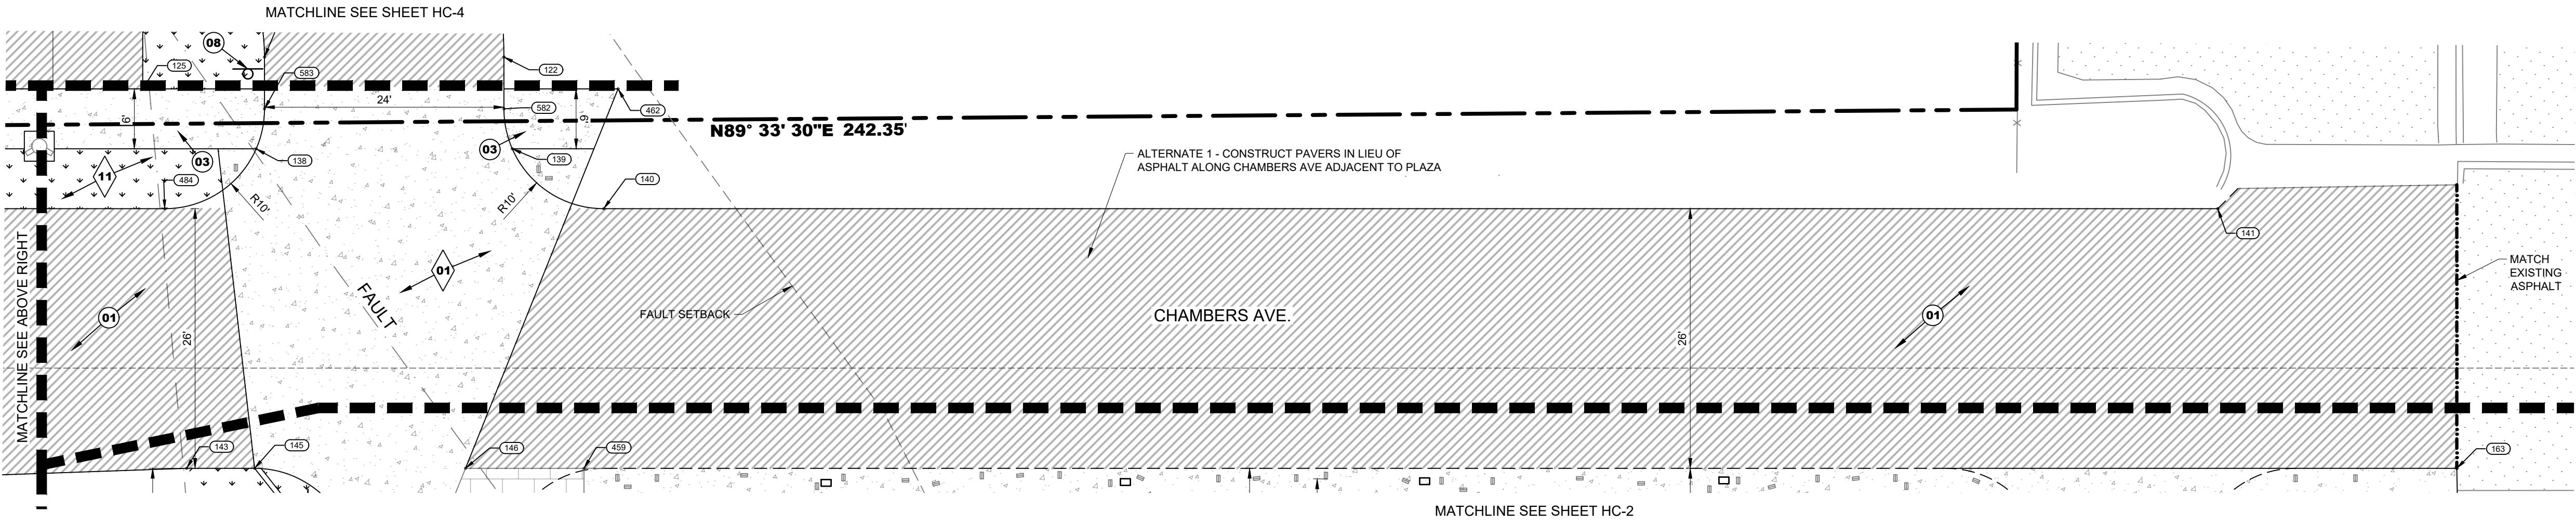 MATCHLINE SEE SHEET HC-4
08
125
583
122
24'
582
462
6'
6'
N89° 33' 30"E 242.35'
03
03
138
139
11
484
140
R10'
R10'
ALTERNATE 1 - CONSTRUCT PAVERS IN LIEU OF
ASPHALT ALONG CHAMBERS AVE ADJACENT TO PLAZA
141
MATCHLINE SEE ABOVE RIGHT
01
26'
FAULT
01
FAULT SETBACK
CHAMBERS AVE.
26'
01
MATCH
EXISTING
ASPHALT
143
145
146
459
163
MATCHLINE SEE SHEET HC-2